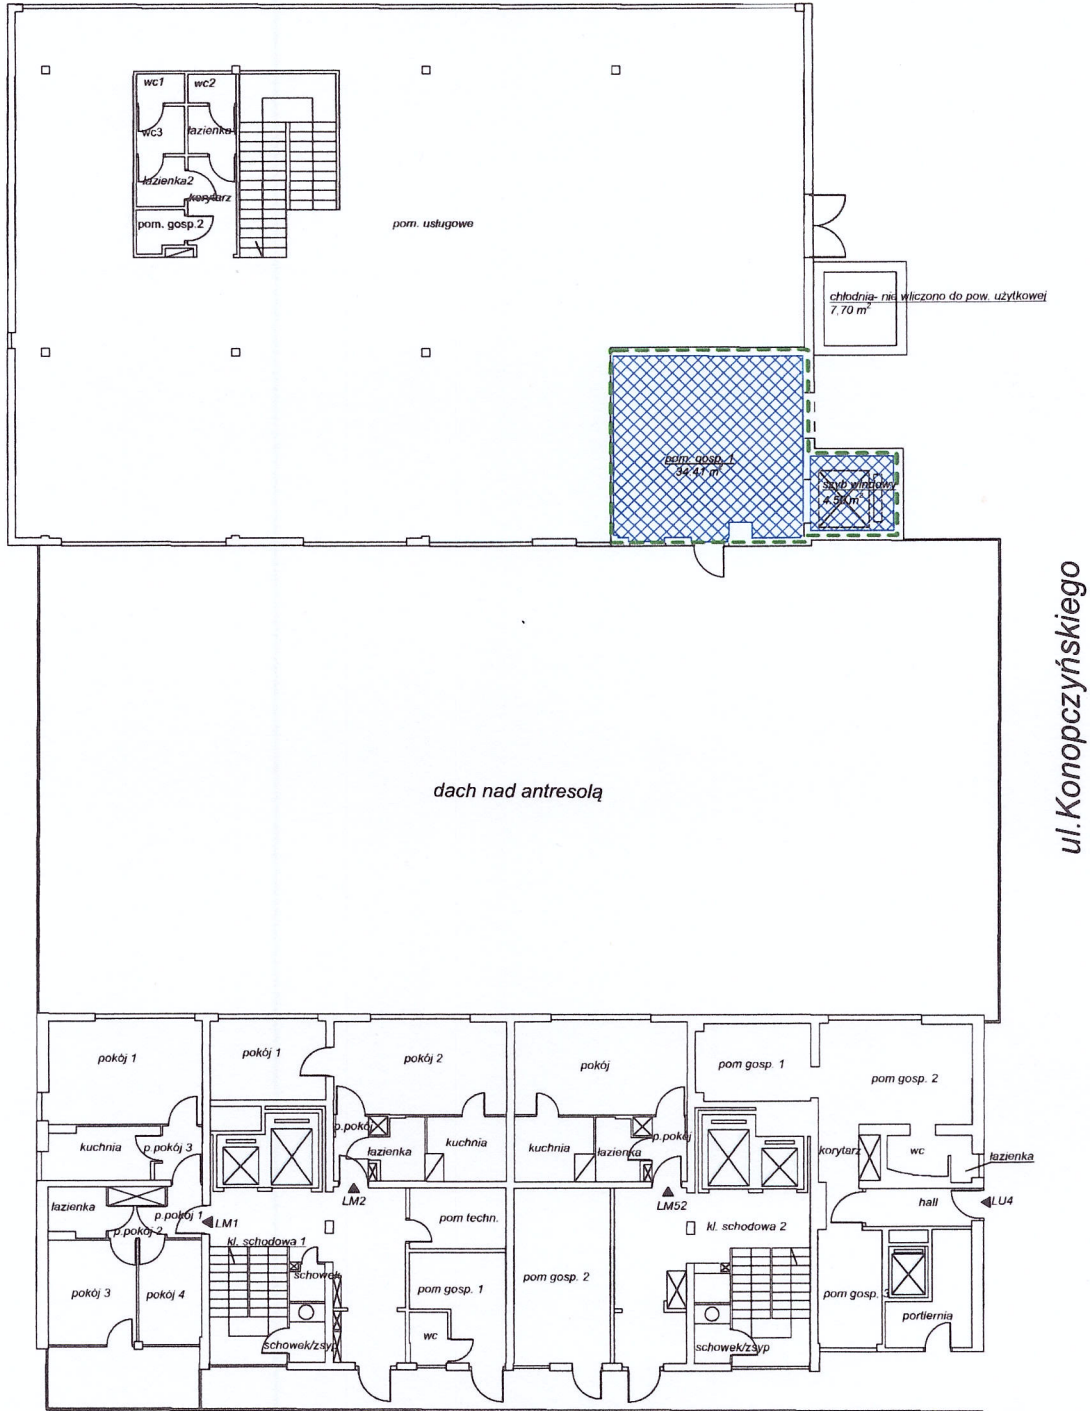 wc1
wc2
wc3
łazienka
łazienka2
korytarz
pom. gosp.2
pom. usługowe
chłodnia- nie wliczono do pow. użytkowej
7,70 m²
pom. gosp. 1
34,41 m²
szyb windowy
4.50 m²
ul.Konopczyńskiego
dach nad antresolą
pokój 1
pokój 1
pokój 2
pokój
pom gosp. 1
pom gosp. 2
kuchnia
p.pokój 3
p.pokój
łazienka
kuchnia
kuchnia
łazienka
p.pokój
korytarz
wc
łazienka
łazienka
p.pokój 1
p.pokój 2
LM1
LM2
LM52
hall
LU4
kl. schodowa 1
pom techn.
kl. schodowa 2
pokój 3
pokój 4
schowek
pom gosp. 1
pom gosp. 2
pom gosp. 3
portiernia
schowek/zsyp
wc
schowek/zsyp